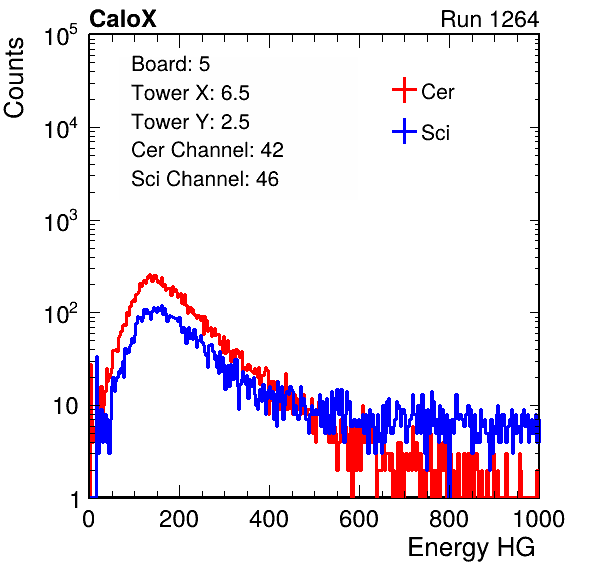 CaloX Run 1264
Counts
10^5
10^4
10^3
10^2
10
1
Board: 5
Tower X: 6.5
Tower Y: 2.5
Cer Channel: 42
Sci Channel: 46
Cer
Sci
0 200 400 600 800 1000
Energy HG